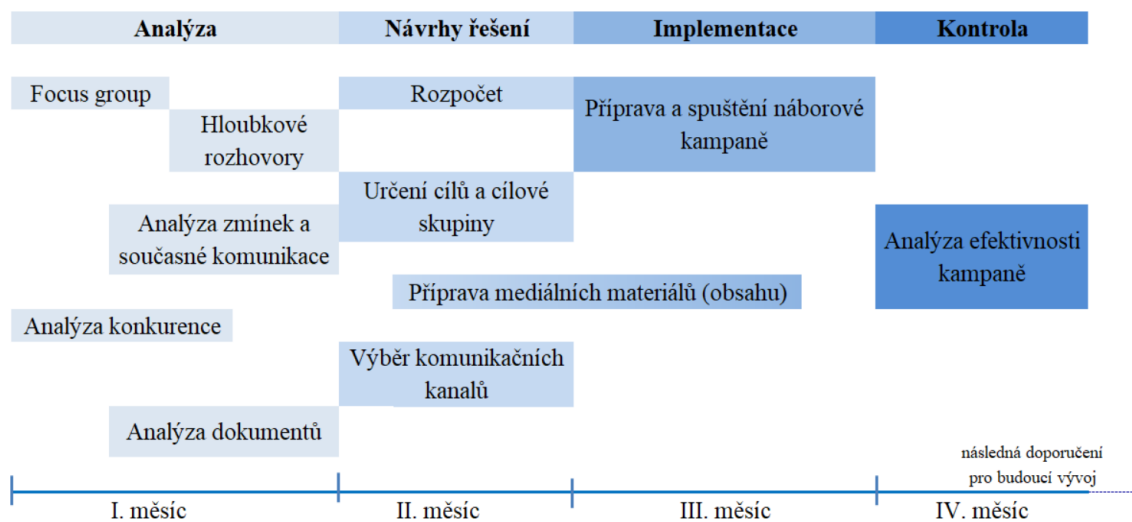 Analýza
Návrhy řešení
Implementace
Kontrola
Focus group
Rozpočet
Příprava a spuštění náborové
kampaně
Hloubkové
rozhovory
Určení cílů a cílové
skupiny
Analýza zmínek a
současné komunikace
Analýza efektivnosti
kampaně
Příprava mediálních materiálů (obsahu)
Analýza konkurence
Výběr komunikačních
kanalů
Analýza dokumentů
následná doporučení
pro budoucí vývoj
I. měsíc
II. měsíc
III. měsíc
IV. měsíc